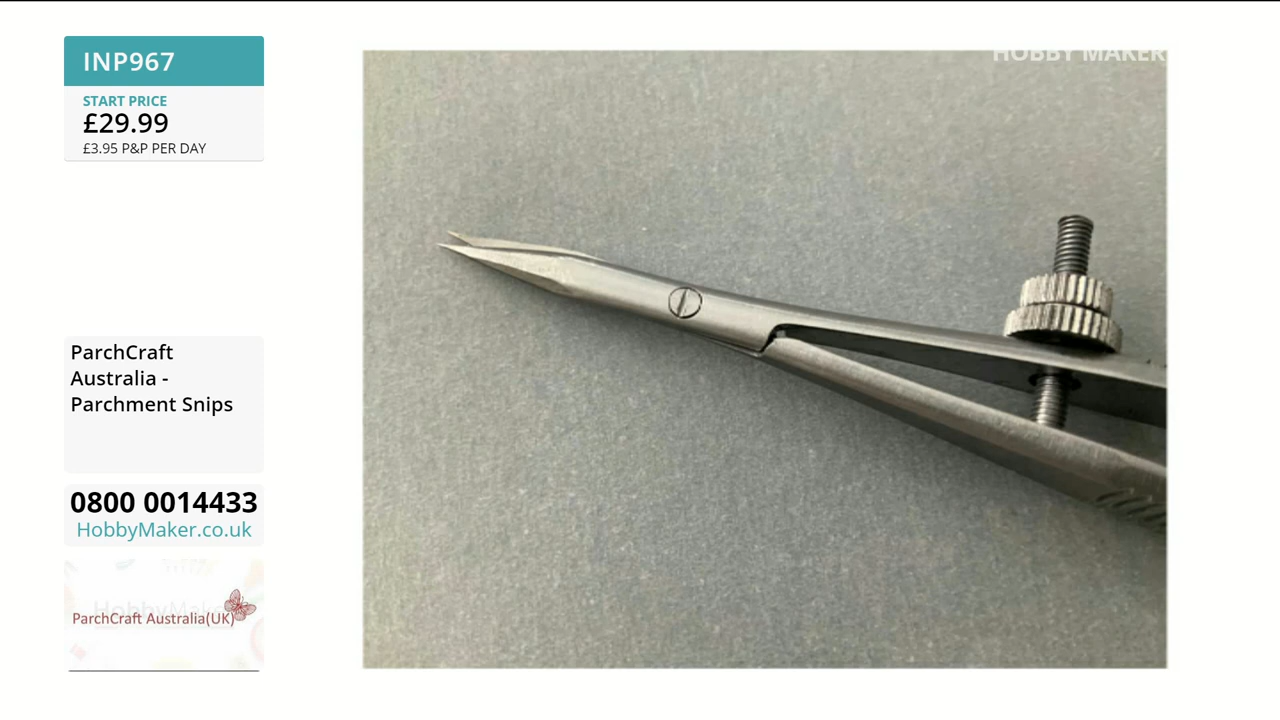 INP967
START PRICE
£29.99
£3.95 P&P PER DAY
HOBBY MAKER
ParchCraft
Australia -
Parchment Snips
0800 0014433
HobbyMaker.co.uk
HobbyMaker
ParchCraft Australia(UK)